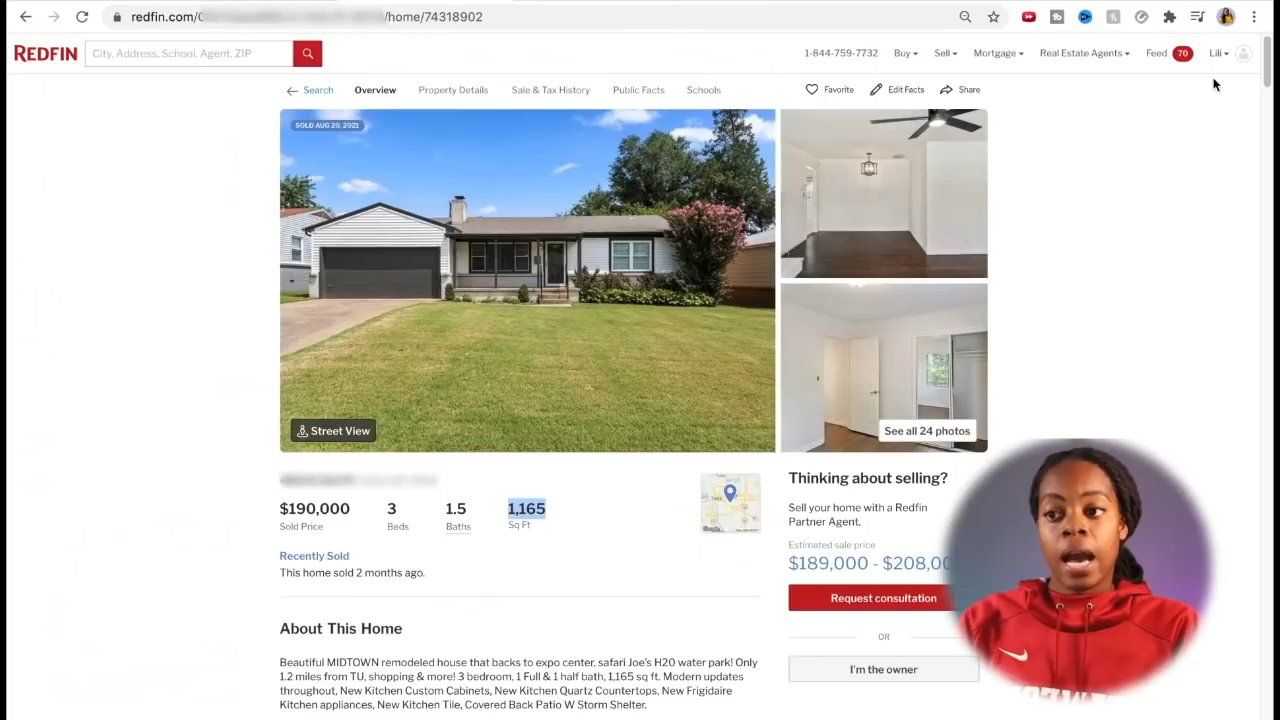 redfin.com/
/home/74318902
REDFIN
City, Address, School, Agent, ZIP
1-844-759-7732
Buy
Sell
Mortgage
Real Estate Agents
Feed
70
Lili
Search
Overview
Property Details
Sale & Tax History
Public Facts
Schools
Favorite
Edit Facts
Share
SOLD AUG 20, 2021
Street View
See all 24 photos
$190,000
Sold Price
3
Beds
1.5
Baths
1,165
Sq Ft
Recently Sold
This home sold 2 months ago.
About This Home
Beautiful MIDTOWN remodeled house that backs to expo center, safari Joe's H20 water park! Only
1.2 miles from TU, shopping & more! 3 bedroom, 1 Full & 1 half bath, 1,165 sq ft. Modern updates
throughout, New Kitchen Custom Cabinets, New Kitchen Quartz Countertops, New Frigidaire
Kitchen appliances, New Kitchen Tile, Covered Back Patio W Storm Shelter.
Thinking about selling?
Sell your home with a Redfin
Partner Agent.
Estimated sale price
$189,000 - $208,00
Request consultation
OR
I'm the owner